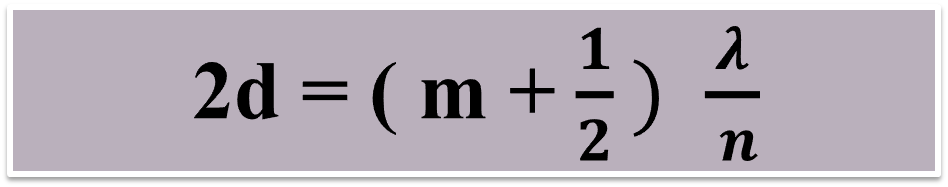 2d = ( m + 1/2 ) λ/n